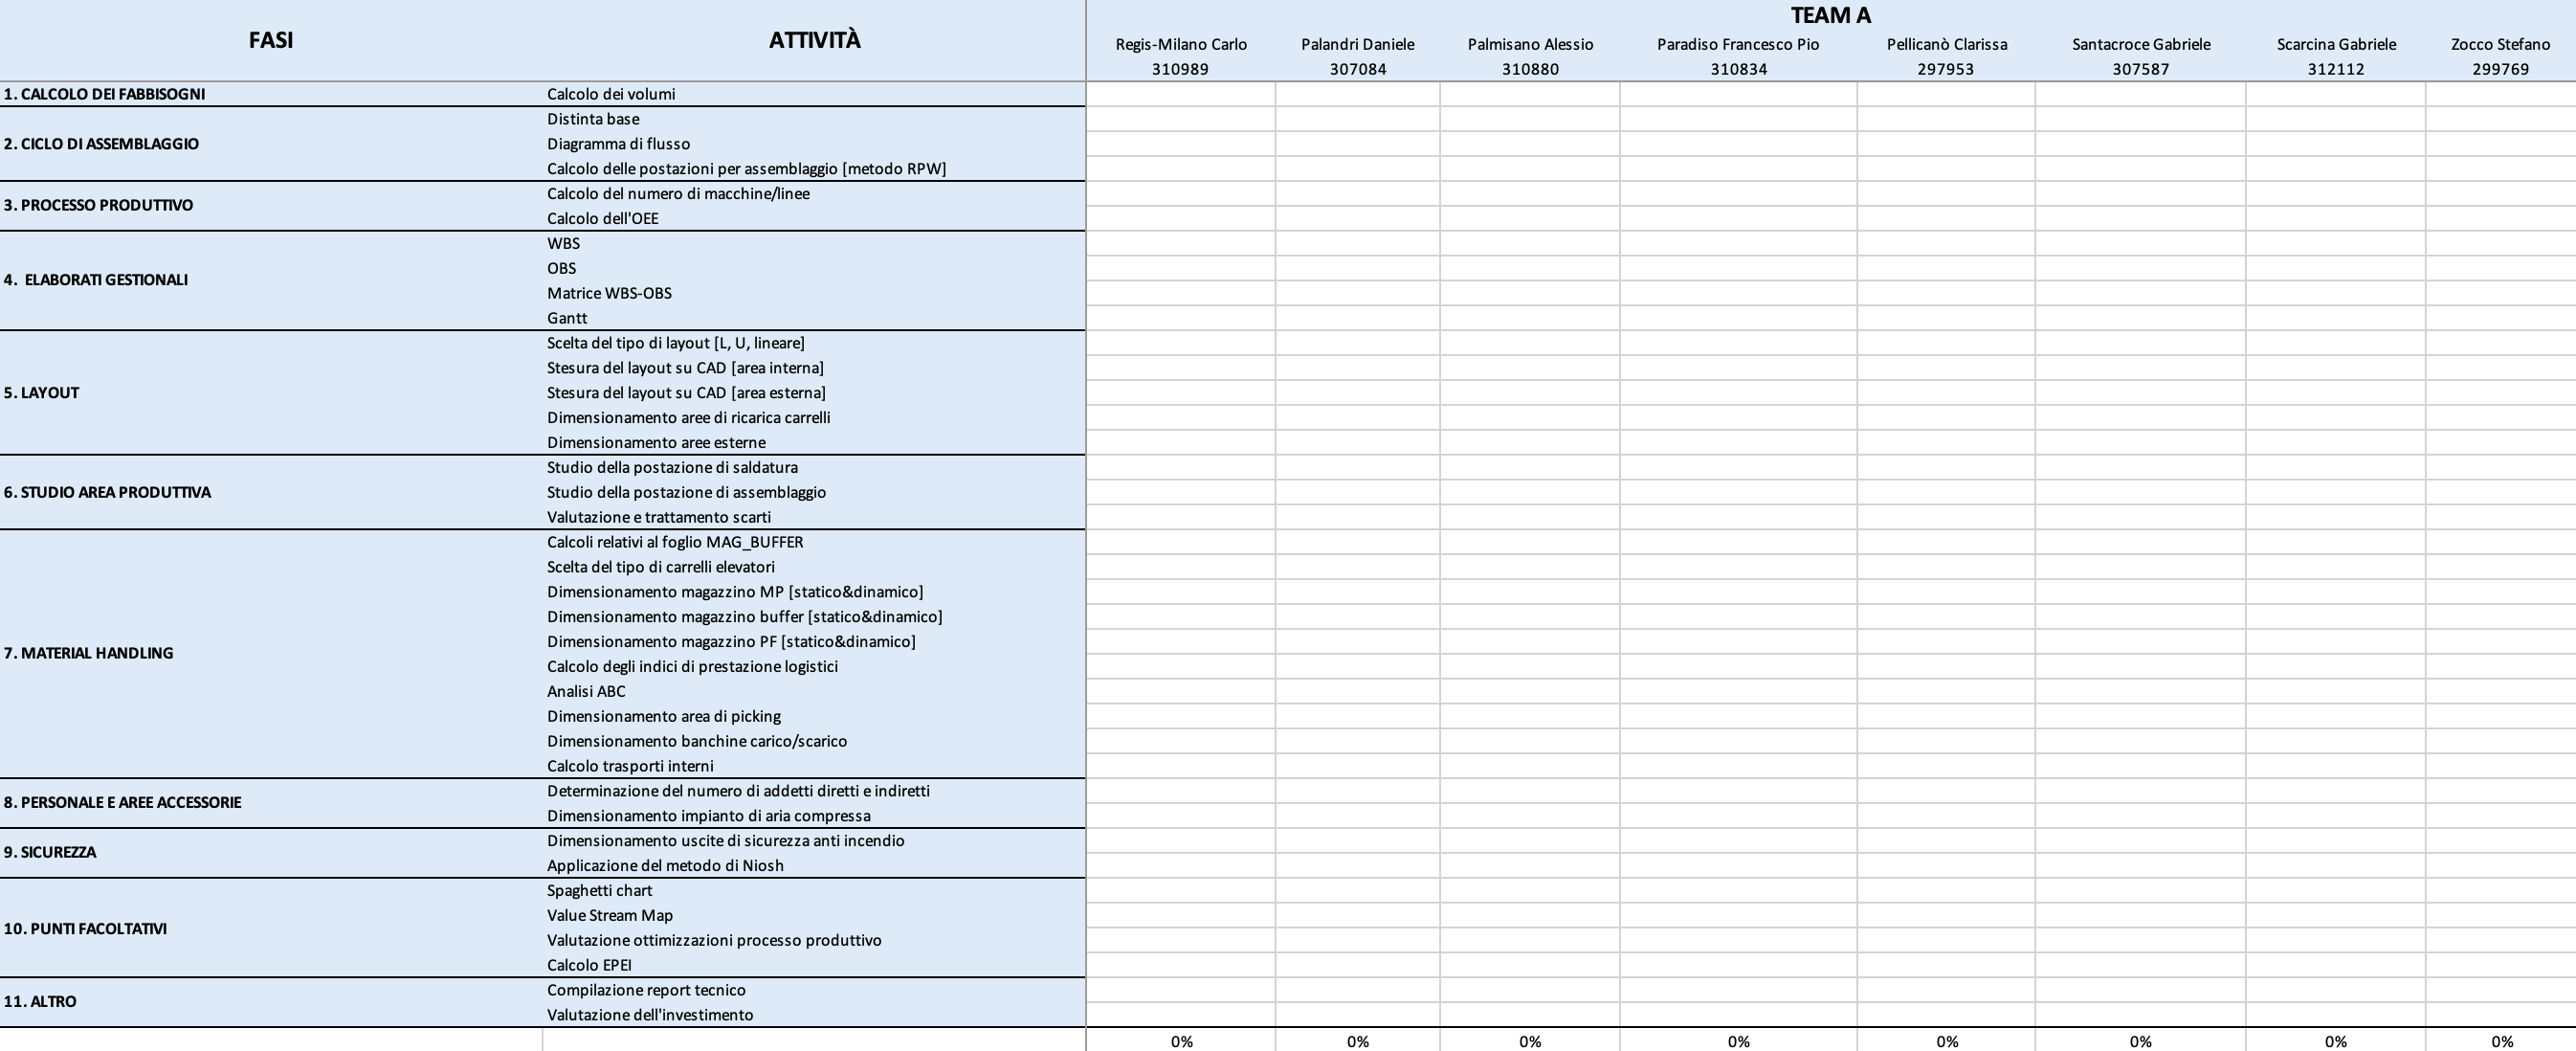 FASI ATTIVITÀ TEAM A
Regis-Milano Carlo Palandri Daniele Palmisano Alessio Paradiso Francesco Pio Pellicanò Clarissa Santacroce Gabriele Scarcina Gabriele Zocco Stefano
310989 307084 310880 310834 297953 307587 312112 299769
1. CALCOLO DEI FABBISOGNI Calcolo dei volumi
2. CICLO DI ASSEMBLAGGIO
Distinta base
Diagramma di flusso
Calcolo delle postazioni per assemblaggio [metodo RPW]
3. PROCESSO PRODUTTIVO
Calcolo del numero di macchine/linee
Calcolo dell'OEE
4. ELABORATI GESTIONALI
WBS
OBS
Matrice WBS-OBS
Gantt
5. LAYOUT
Scelta del tipo di layout [L, U, lineare]
Stesura del layout su CAD [area interna]
Stesura del layout su CAD [area esterna]
Dimensionamento aree di ricarica carrelli
Dimensionamento aree esterne
6. STUDIO AREA PRODUTTIVA
Studio della postazione di saldatura
Studio della postazione di assemblaggio
Valutazione e trattamento scarti
7. MATERIAL HANDLING
Calcoli relativi al foglio MAG_BUFFER
Scelta del tipo di carrelli elevatori
Dimensionamento magazzino MP [statico&dinamico]
Dimensionamento magazzino buffer [statico&dinamico]
Dimensionamento magazzino PF [statico&dinamico]
Calcolo degli indici di prestazione logistici
Analisi ABC
Dimensionamento area di picking
Dimensionamento banchine carico/scarico
Calcolo trasporti interni
8. PERSONALE E AREE ACCESSORIE
Determinazione del numero di addetti diretti e indiretti
Dimensionamento impianto di aria compressa
9. SICUREZZA
Dimensionamento uscite di sicurezza anti incendio
Applicazione del metodo di Niosh
10. PUNTI FACOLTATIVI
Spaghetti chart
Value Stream Map
Valutazione ottimizzazioni processo produttivo
Calcolo EPEI
11. ALTRO
Compilazione report tecnico
Valutazione dell'investimento
0% 0% 0% 0% 0% 0% 0% 0%